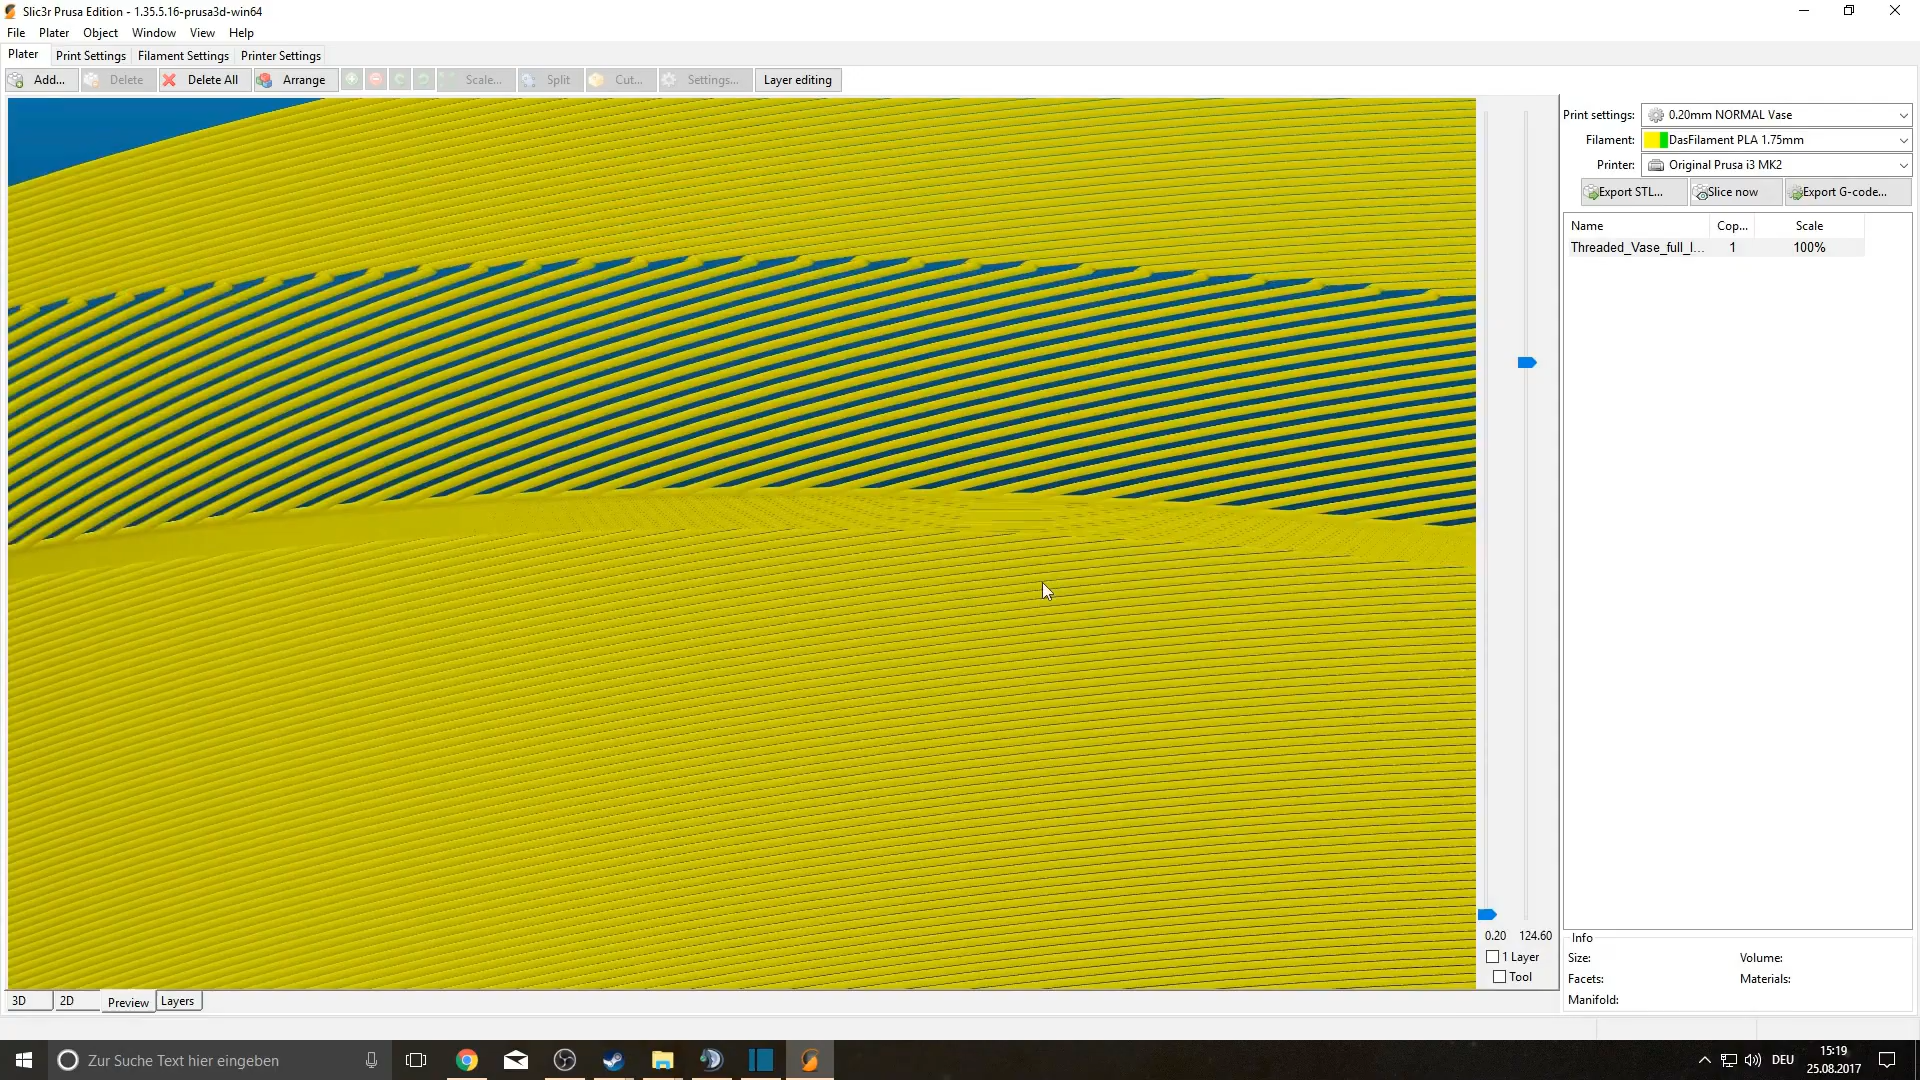 Slic3r Prusa Edition - 1.35.5.16-prusa3d-win64
File Plater Object Window View Help
Plater Print Settings Filament Settings Printer Settings
Add... Delete Delete All Arrange Scale... Split Cut... Settings... Layer editing
Print settings: 0.20mm NORMAL Vase
Filament: DasFilament PLA 1.75mm
Printer: Original Prusa i3 MK2
Export STL... Slice now Export G-code...
Name Cop... Scale
Threaded_Vase_full_l... 1 100%
0.20 124.60
1 Layer
Tool
Info
Size: Volume:
Facets: Materials:
Manifold:
3D 2D Preview Layers
Zur Suche Text hier eingeben
DEU
15:19
25.08.2017